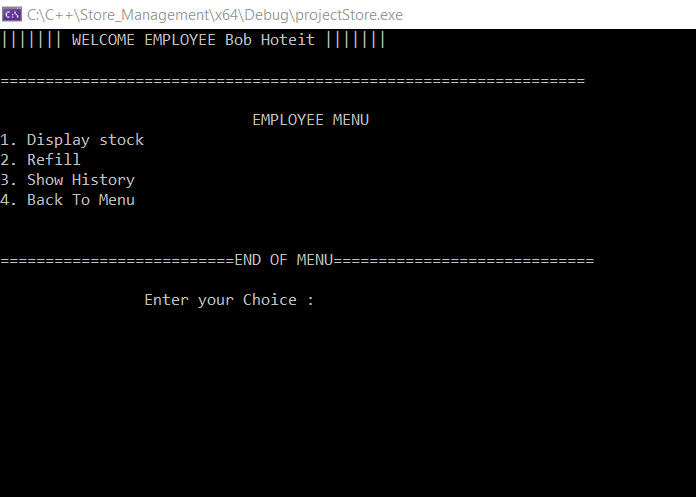 C:\C++\Store_Management\x64\Debug\projectStore.exe
||||||| WELCOME EMPLOYEE Bob Hoteit |||||||
=================================================================
EMPLOYEE MENU
1. Display stock
2. Refill
3. Show History
4. Back To Menu
==========================END OF MENU=============================
Enter your Choice :